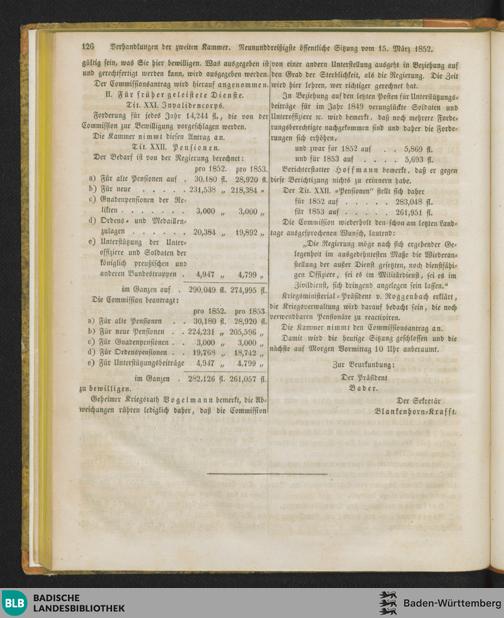 126 Verhandlungen der zweiten Kammer. Neununddreißigste öffentliche Sitzung vom 15. März 1852.
gültig sein, was Sie hier bewilligen. Was ausgegeben ist
und gerechtfertigt werden kann, wird ausgegeben werden.
Der Commissionsantrag wird hierauf angenommen.
II. Für früher geleistete Dienste.
Tit. XXI. Invalidencorps.
Forderung für jedes Jahr 14,244 fl., die von der
Commission zur Bewilligung vorgeschlagen werden.
Die Kammer nimmt diesen Antrag an.
Tit. XXII. Pensionen.
Der Bedarf ist von der Regierung berechnet:
pro 1852. pro 1853.
a) Für alte Pensionen auf . 30,180 fl. 28,920 fl.
b) Für neue . . . . . . 231,538 „ 218,384 „
c) Gnadenpensionen der Re-
likten . . . . . . . 3,000 „ 3,000 „
d) Ordens- und Medaillen-
zulagen . . . . . . 20,384 „ 19,892 „
e) Unterstützung der Unter-
offiziere und Soldaten der
Königlich preußischen und
anderen Bundestruppen . 4,947 „ 4,799 „
im Ganzen auf . 290,049 fl. 274,995 fl.
Die Commission beantragt:
pro 1852. pro 1853.
a) Für alte Pensionen . . 30,180 fl. 28,920 fl.
b) Für neue Pensionen . . 224,231 „ 205,596 „
c) Für Gnadenpensionen . . 3,000 „ 3,000 „
d) Für Ordenspensionen . . 19,768 „ 18,742 „
e) Für Unterstützungsbeiträge 4,947 „ 4,799 „
im Ganzen . 282,126 fl. 261,057 fl.
zu bewilligen.
Geheimer Kriegsrath Vogelmann bemerkt, die Ab-
weichungen rühren lediglich daher, daß die Commission
von einer andern Unterstellung ausgeht in Beziehung auf
den Grad der Sterblichkeit, als die Regierung. Die Zeit
wird hier lehren, wer richtiger gerechnet hat.
In Beziehung auf den letzten Posten für Unterstützungs-
beiträge für im Jahr 1849 verunglückte Soldaten und
Unteroffiziere ꝛc. wird bemerkt, daß noch mehrere Forde-
rungsberechtigte nachgekommen sind und daher die Forde-
rungen sich erhöhen,
und zwar für 1852 auf . . . 5,869 fl.
und für 1853 auf . . . . . 5,693 fl.
Berichterstatter Hoffmann bemerkt, daß er gegen
diese Berichtigung nichts zu erinnern habe.
Der Tit. XXII. „Pensionen“ stellt sich daher
für 1852 auf . . . . . . 283,048 fl.
für 1853 auf . . . . . . 261,951 fl.
Die Commission wiederholt den schon am letzten Land-
tage ausgesprochenen Wunsch, lautend:
„Die Regierung möge nach sich ergebender Ge-
legenheit im ausgedehntesten Maße die Wiederan-
stellung der außer Dienst gesetzten, noch dienstfähi-
gen Offiziere, sei es im Militärdienst, sei es im
Zivildienst, sich dringend angelegen sein lassen.“
Kriegsministerial-Präsident v. Roggenbach erklärt,
die Kriegsverwaltung wird darauf bedacht sein, die noch
verwendbaren Pensionäre zu reactiviren.
Die Kammer nimmt den Commissionsantrag an.
Damit wird die heutige Sitzung geschlossen und die
nächste auf Morgen Vormittag 10 Uhr anberaumt.
Zur Beurkundung:
Der Präsident
Bader.
Der Sekretär
Blankenhorn-Krafft.
BLB BADISCHE
LANDESBIBLIOTHEK
Baden-Württemberg